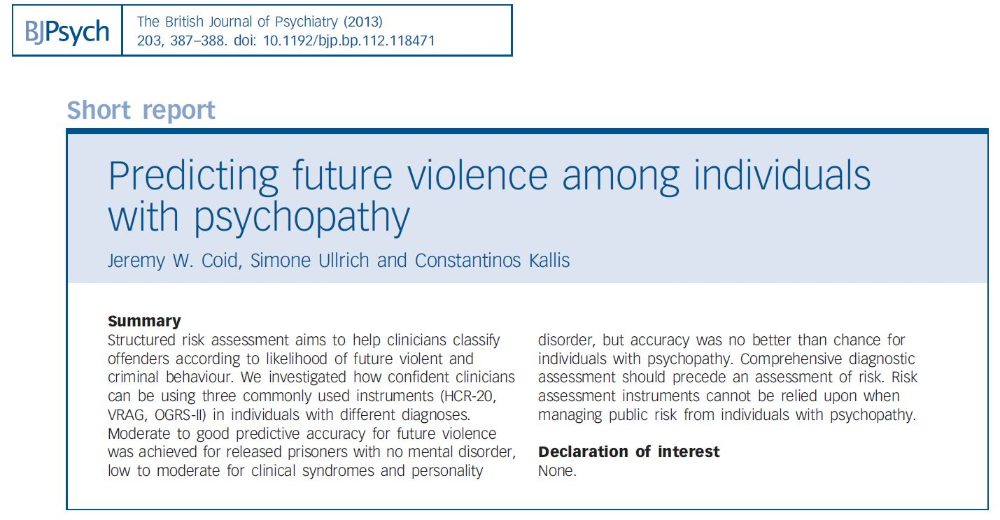 BJPsych
The British Journal of Psychiatry (2013)
203, 387–388. doi: 10.1192/bjp.bp.112.118471
Short report
Predicting future violence among individuals
with psychopathy
Jeremy W. Coid, Simone Ullrich and Constantinos Kallis
Summary
Structured risk assessment aims to help clinicians classify
offenders according to likelihood of future violent and
criminal behaviour. We investigated how confident clinicians
can be using three commonly used instruments (HCR-20,
VRAG, OGRS-II) in individuals with different diagnoses.
Moderate to good predictive accuracy for future violence
was achieved for released prisoners with no mental disorder,
low to moderate for clinical syndromes and personality
disorder, but accuracy was no better than chance for
individuals with psychopathy. Comprehensive diagnostic
assessment should precede an assessment of risk. Risk
assessment instruments cannot be relied upon when
managing public risk from individuals with psychopathy.
Declaration of interest
None.